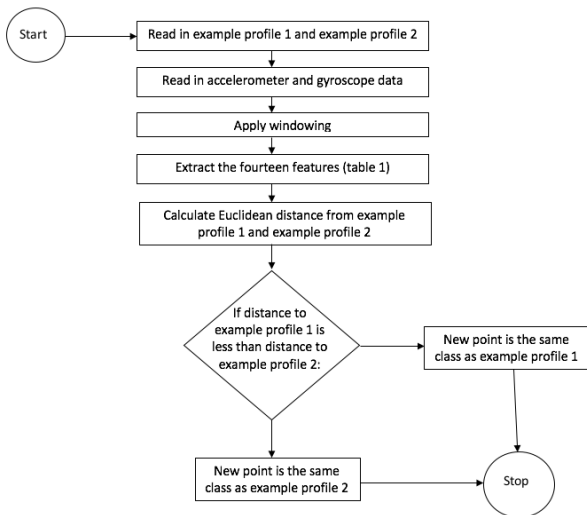 Start
Read in example profile 1 and example profile 2
Read in accelerometer and gyroscope data
Apply windowing
Extract the fourteen features (table 1)
Calculate Euclidean distance from example
profile 1 and example profile 2
If distance to
example profile 1 is
less than distance to
example profile 2:
New point is the same
class as example profile 1
New point is the same
class as example profile 2
Stop